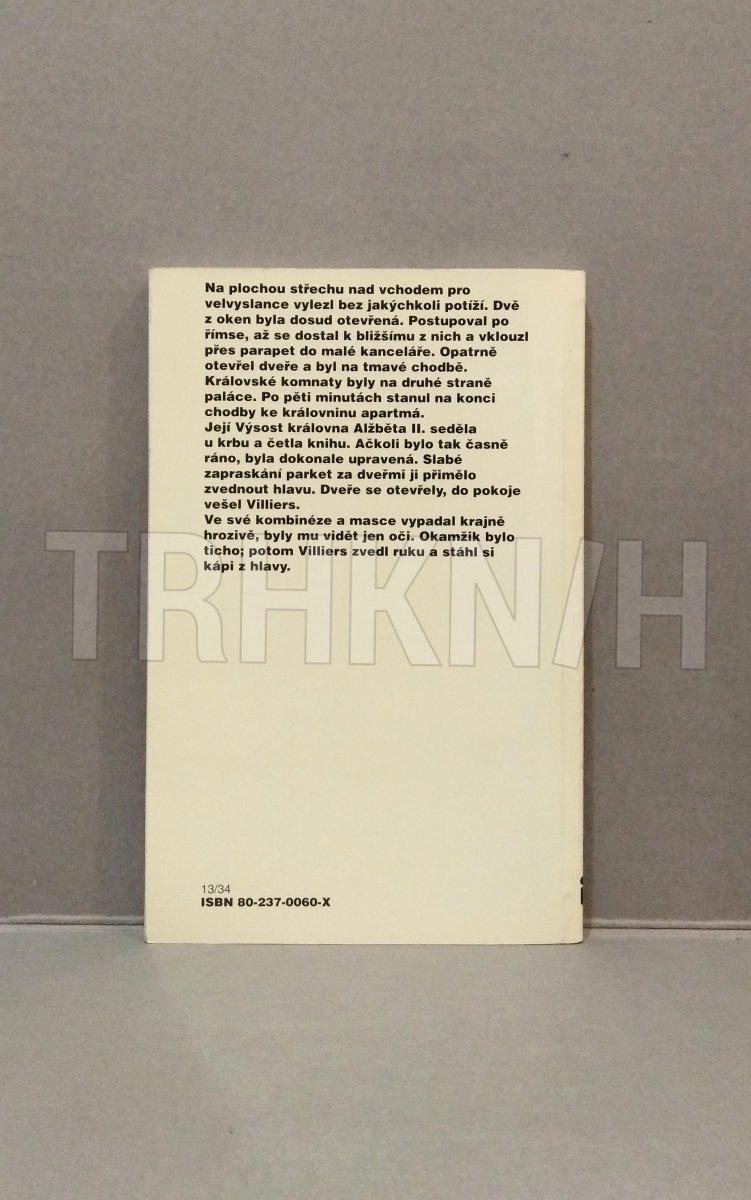 Na plochou střechu nad vchodem pro
velvyslance vylezl bez jakýchkoli potíží. Dvě
z oken byla dosud otevřená. Postupoval po
římse, až se dostal k bližšímu z nich a vklouzl
přes parapet do malé kanceláře. Opatrně
otevřel dveře a byl na tmavé chodbě.
Královské komnaty byly na druhé straně
paláce. Po pěti minutách stanul na konci
chodby ke královninu apartmá.
Její Výsost královna Alžběta II. seděla
u krbu a četla knihu. Ačkoli bylo tak časně
ráno, byla dokonale upravená. Slabé
zapraskání parket za dveřmi ji přimělo
zvednout hlavu. Dveře se otevřely, do pokoje
vešel Villiers.
Ve své kombinéze a masce vypadal krajně
hrozivě, byly mu vidět jen oči. Okamžik bylo
ticho; potom Villiers zvedl ruku a stáhl si
kápi z hlavy.
TRHKNIH
13/34
ISBN 80-237-0060-X